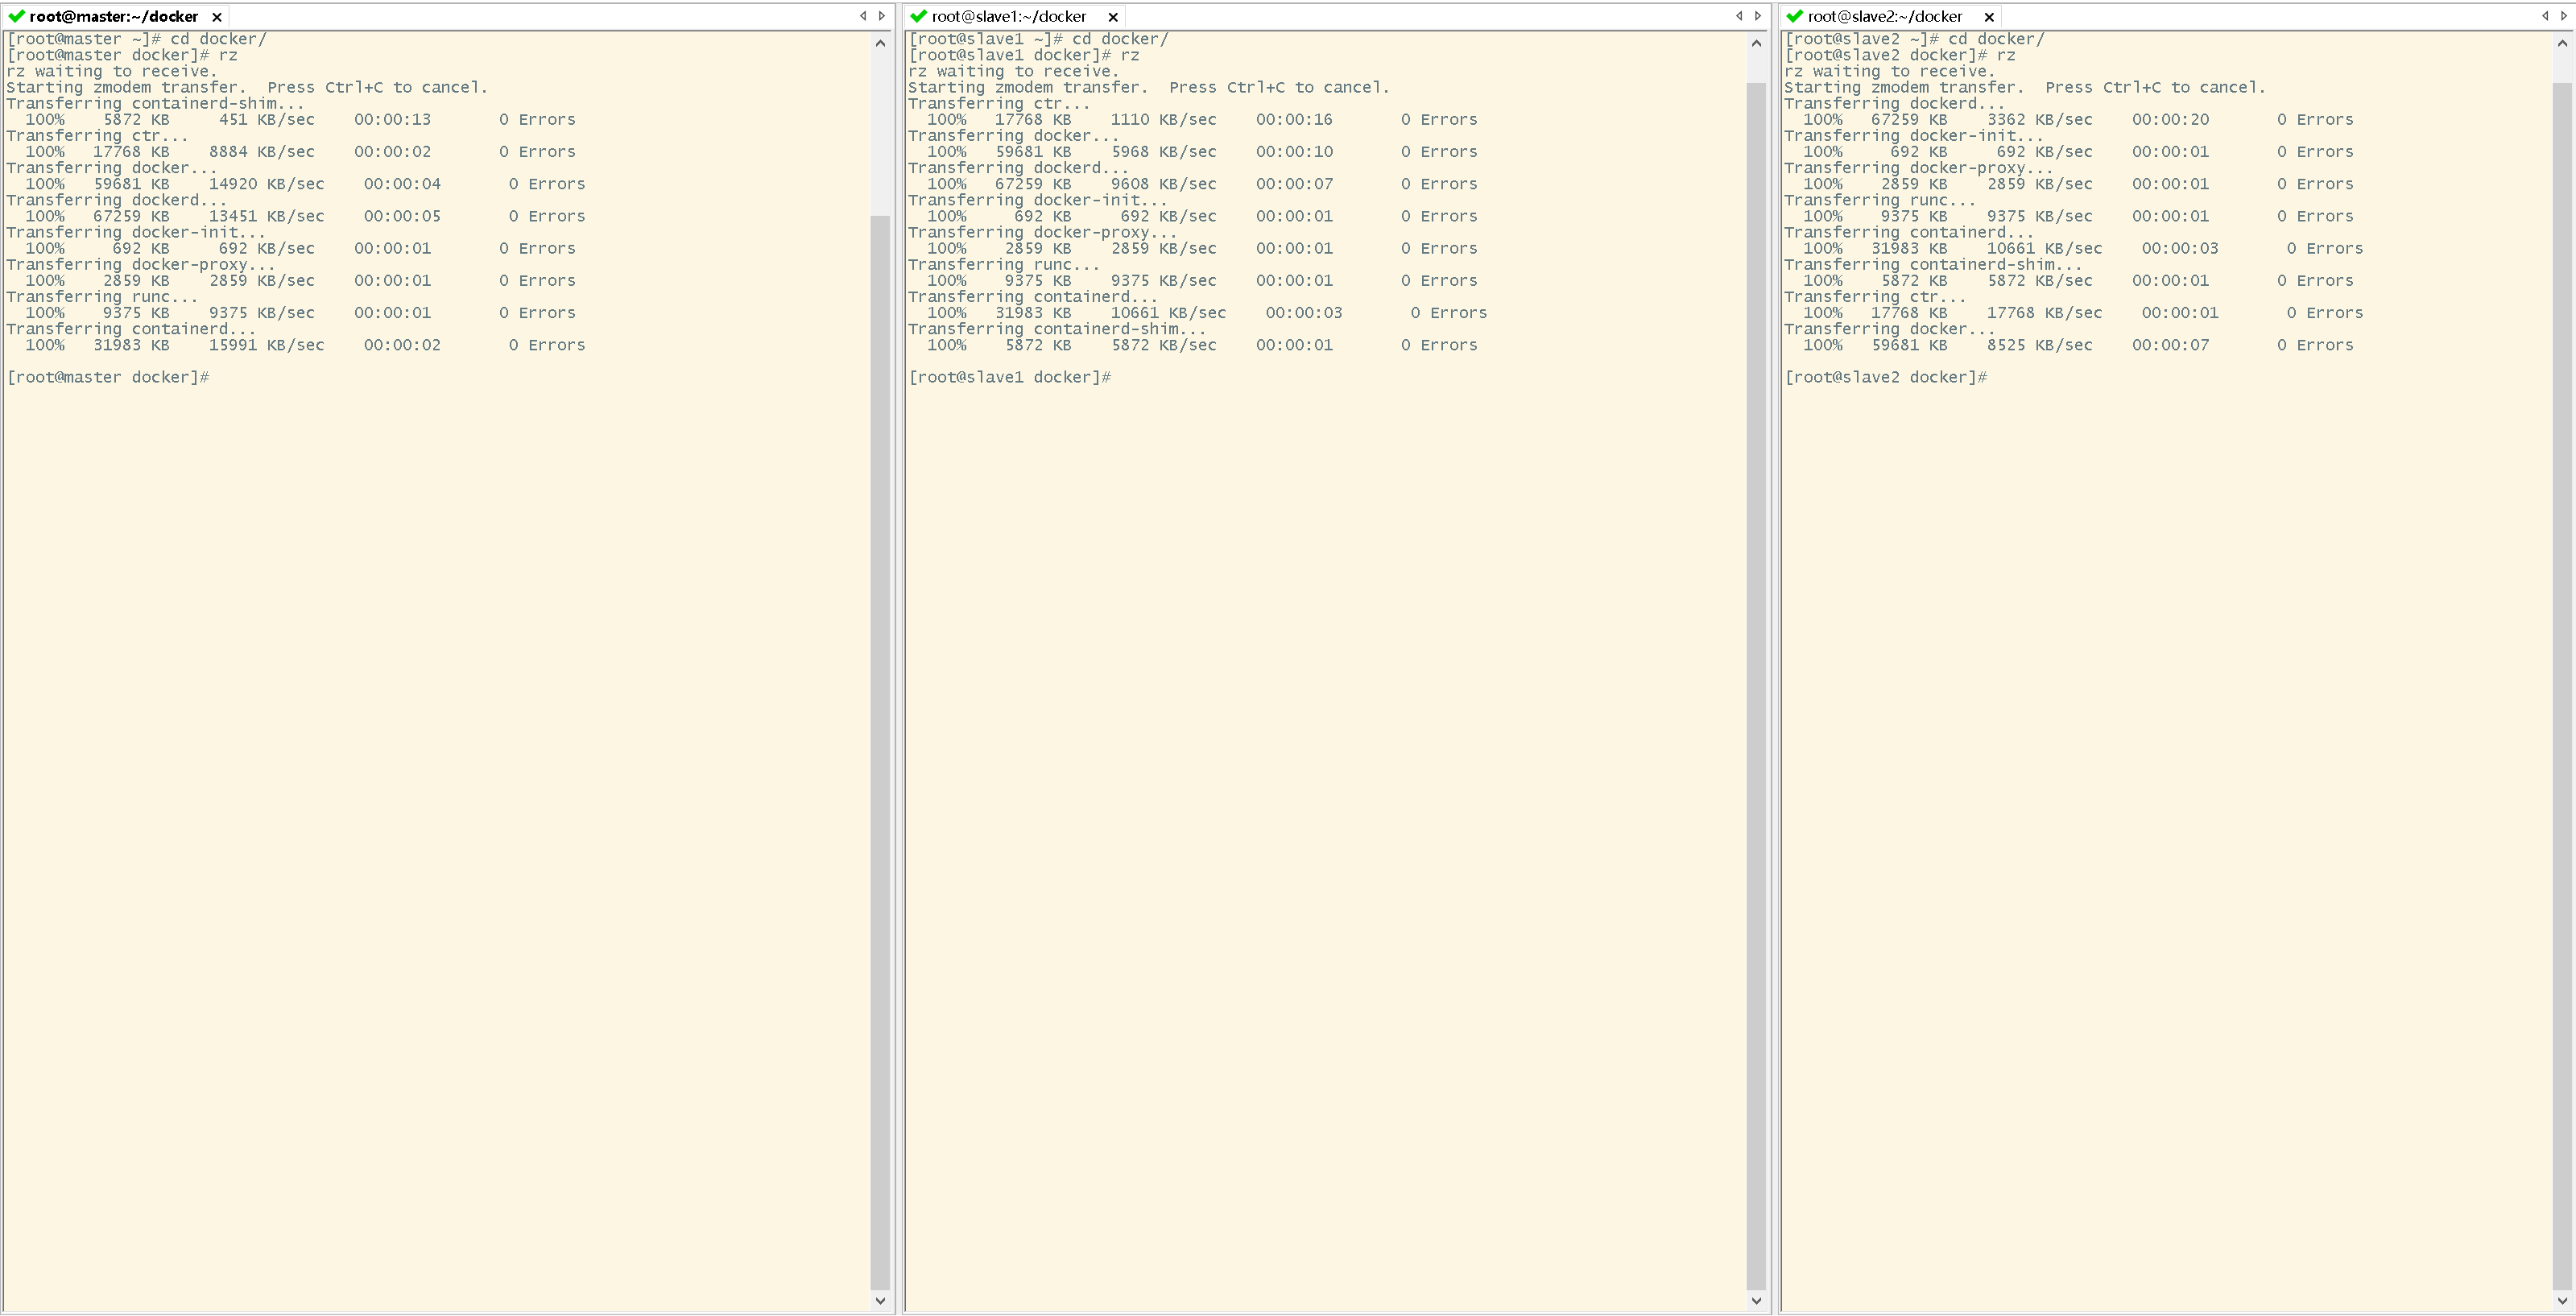 root@master:~/docker ×
[root@master ~]# cd docker/
[root@master docker]# rz
rz waiting to receive.
Starting zmodem transfer.  Press Ctrl+C to cancel.
Transferring containerd-shim...
  100%    5872 KB     451 KB/sec    00:00:13       0 Errors
Transferring ctr...
  100%   17768 KB    8884 KB/sec    00:00:02       0 Errors
Transferring docker...
  100%   59681 KB    14920 KB/sec    00:00:04       0 Errors
Transferring dockerd...
  100%   67259 KB    13451 KB/sec    00:00:05       0 Errors
Transferring docker-init...
  100%     692 KB     692 KB/sec    00:00:01       0 Errors
Transferring docker-proxy...
  100%    2859 KB    2859 KB/sec    00:00:01       0 Errors
Transferring runc...
  100%    9375 KB    9375 KB/sec    00:00:01       0 Errors
Transferring containerd...
  100%   31983 KB    15991 KB/sec    00:00:02       0 Errors
[root@master docker]#
root@slave1:~/docker ×
[root@slave1 ~]# cd docker/
[root@slave1 docker]# rz
rz waiting to receive.
Starting zmodem transfer.  Press Ctrl+C to cancel.
Transferring ctr...
  100%   17768 KB    1110 KB/sec    00:00:16       0 Errors
Transferring docker...
  100%   59681 KB    5968 KB/sec    00:00:10       0 Errors
Transferring dockerd...
  100%   67259 KB    9608 KB/sec    00:00:07       0 Errors
Transferring docker-init...
  100%     692 KB     692 KB/sec    00:00:01       0 Errors
Transferring docker-proxy...
  100%    2859 KB    2859 KB/sec    00:00:01       0 Errors
Transferring runc...
  100%    9375 KB    9375 KB/sec    00:00:01       0 Errors
Transferring containerd...
  100%   31983 KB    10661 KB/sec    00:00:03       0 Errors
Transferring containerd-shim...
  100%    5872 KB    5872 KB/sec    00:00:01       0 Errors
[root@slave1 docker]#
root@slave2:~/docker ×
[root@slave2 ~]# cd docker/
[root@slave2 docker]# rz
rz waiting to receive.
Starting zmodem transfer.  Press Ctrl+C to cancel.
Transferring dockerd...
  100%   67259 KB    3362 KB/sec    00:00:20       0 Errors
Transferring docker-init...
  100%     692 KB     692 KB/sec    00:00:01       0 Errors
Transferring docker-proxy...
  100%    2859 KB    2859 KB/sec    00:00:01       0 Errors
Transferring runc...
  100%    9375 KB    9375 KB/sec    00:00:01       0 Errors
Transferring containerd...
  100%   31983 KB    10661 KB/sec    00:00:03       0 Errors
Transferring containerd-shim...
  100%    5872 KB    5872 KB/sec    00:00:01       0 Errors
Transferring ctr...
  100%   17768 KB    17768 KB/sec    00:00:01       0 Errors
Transferring docker...
  100%   59681 KB    8525 KB/sec    00:00:07       0 Errors
[root@slave2 docker]#